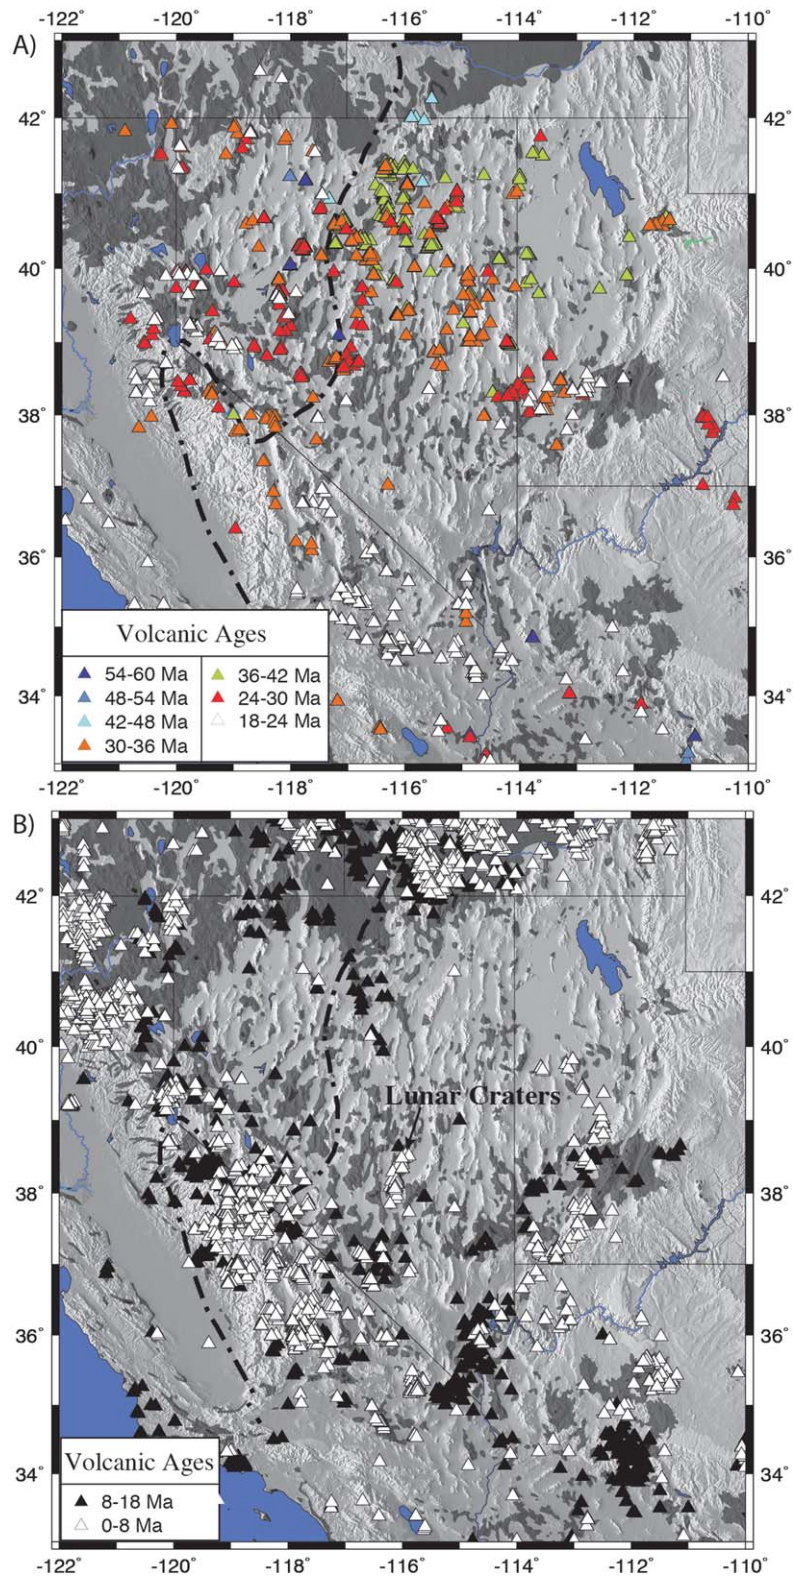 -122° -120° -118° -116° -114° -112° -110°
A)
42°
42°
40°
40°
38°
38°
36°
36°
34°
34°
Volcanic Ages
54-60 Ma
36-42 Ma
48-54 Ma
24-30 Ma
42-48 Ma
18-24 Ma
30-36 Ma
-122° -120° -118° -116° -114° -112° -110°
B)
42°
42°
40°
40°
Lunar Craters
38°
38°
36°
36°
34°
34°
Volcanic Ages
8-18 Ma
0-8 Ma
-122° -120° -118° -116° -114° -112° -110°